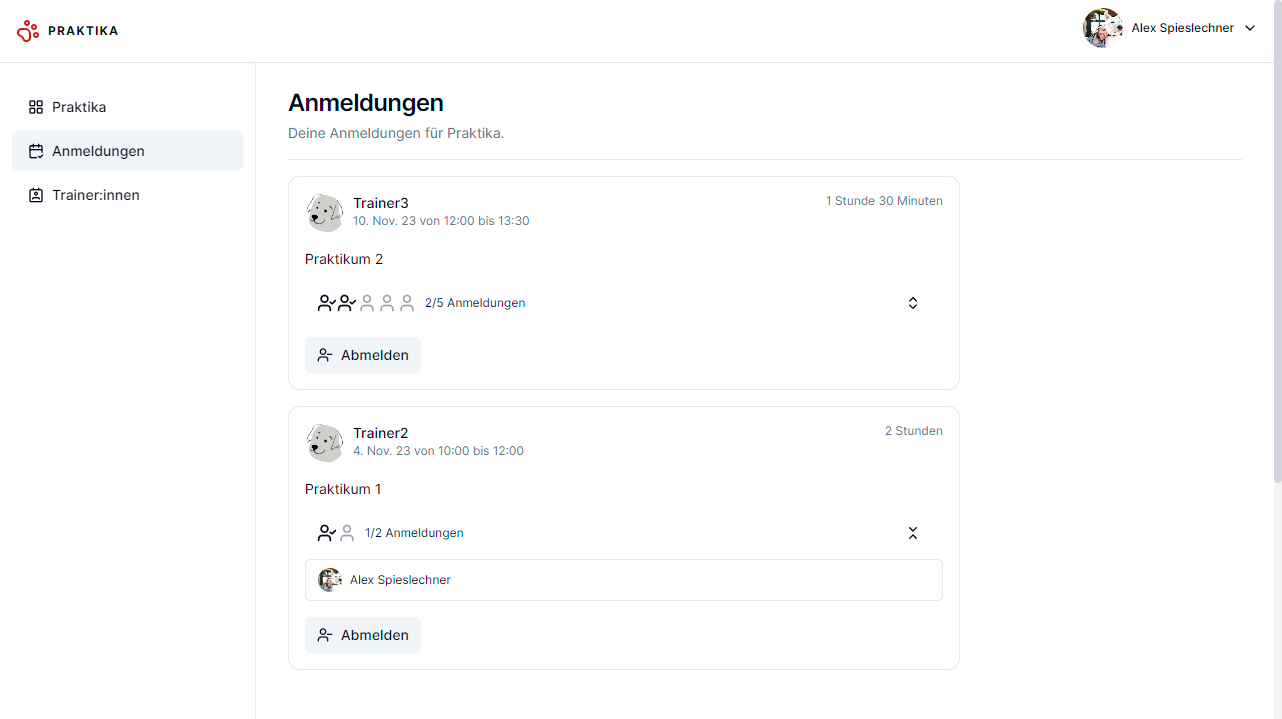 PRAKTIKA
Alex Spieslechner
Praktika
Anmeldungen
Trainer:innen
Anmeldungen
Deine Anmeldungen für Praktika.
Trainer3
1 Stunde 30 Minuten
10. Nov. 23 von 12:00 bis 13:30
Praktikum 2
2/5 Anmeldungen
Abmelden
Trainer2
2 Stunden
4. Nov. 23 von 10:00 bis 12:00
Praktikum 1
1/2 Anmeldungen
Alex Spieslechner
Abmelden